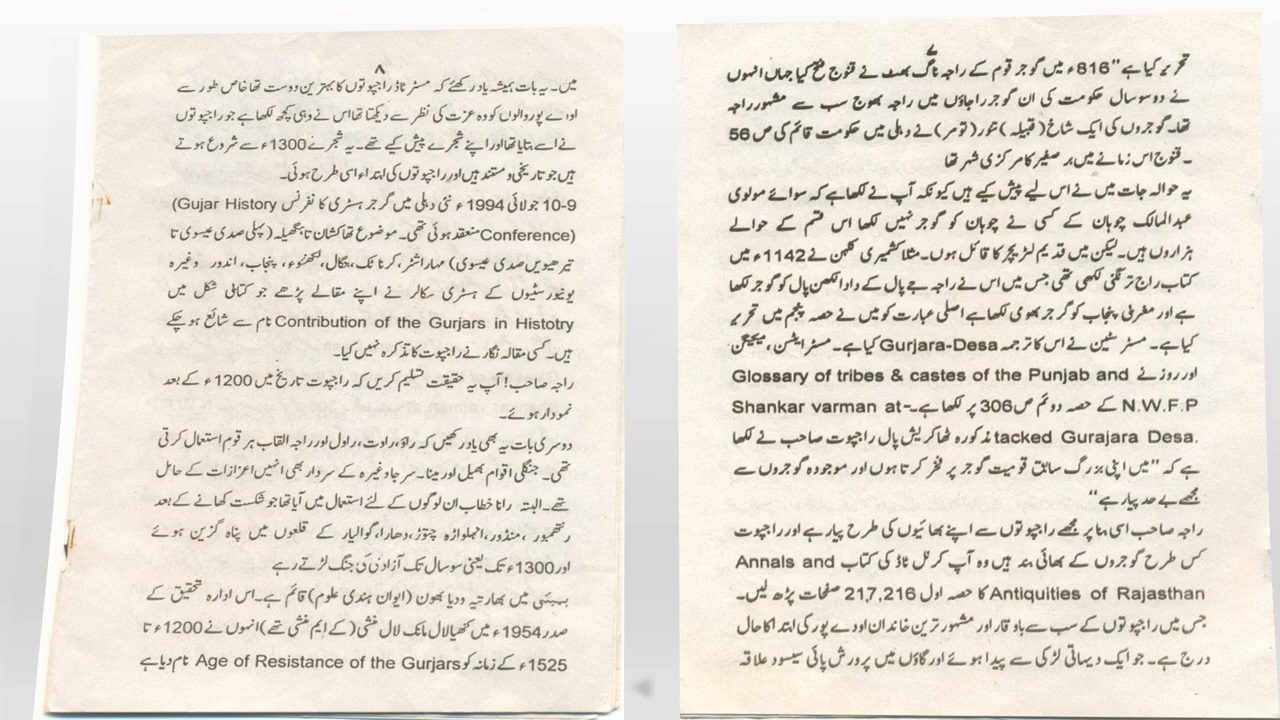 ۷
تحریر کیا ہے "816ء میں گوجر قوم کے راجہ ناگ بھٹ نے قنوج فتح کیا جہاں انہوں
نے دو سو سال حکومت کی ان گوجر راجاؤں میں راجہ بھوج سب سے مشہور راجہ
تھا۔ گوجروں کی ایک شاخ (قبیلہ) تنور (تومر) نے دہلی میں حکومت قائم کی ص 56
۔ قنوج اس زمانے میں بر صغیر کا مرکزی شہر تھا
یہ حوالہ جات میں نے اس لیے پیش کیے ہیں کیونکہ آپ نے لکھا ہے کہ سوائے مولوی
عبدالمالک چوہان کے کسی نے چوہان کو گوجر نہیں لکھا اس قسم کے حوالے
ہزاروں ہیں۔ لیکن میں قدیم لٹریچر کا قائل ہوں۔ مثلا کشمیری کلہن نے 1142ء میں
کتاب راج ترنگنی لکھی تھی جس میں اس نے راجہ جے پال کے دادا لکھن پال کو گوجر لکھا
ہے اور مغربی پنجاب کو گرجر بھومی لکھا ہے اصلی عبارت کو میں نے حصہ پنجم میں تحریر
کیا ہے۔ مسٹر سٹین نے اس کا ترجمہ Gurjara-Desa کیا ہے۔ مسٹر ایٹسن، میکلیگن
اور روز نے Glossary of tribes & castes of the Punjab and
N.W.F.P کے حصہ دوئم ص 306 پر لکھا ہے۔- Shankar varman at
tacked Gurajara Desa. مذکورہ ٹھاکر یش پال راجپوت صاحب نے لکھا
ہے کہ "میں اپنی بزرگ سابق قومیت گوجر پر فخر کرتا ہوں اور موجودہ گوجروں سے
مجھے بے حد پیار ہے"
راجہ صاحب اسی بنا پر مجھے راجپوتوں سے اپنے بھائیوں کی طرح پیار ہے اور راجپوت
کس طرح گوجروں کے بھائی بند ہیں وہ آپ کرنل ٹاڈ کی کتاب Annals and
Antiquities of Rajasthan کا حصہ اول 21,7,216 صفحات پڑھ لیں۔
جس میں راجپوتوں کے سب سے باوقار اور مشہور ترین خاندان اودے پور کی ابتدا کا حال
درج ہے۔ جو ایک دیہاتی لڑکی سے پیدا ہوئے اور گاؤں میں پرورش پائی سیسود علاقہ
۸
میں۔ یہ بات ہمیشہ یاد رکھئے کہ مسٹر ٹاڈ راجپوتوں کا بہترین دوست تھا خاص طور سے
اودے پور والوں کو وہ عزت کی نظر سے دیکھتا تھا اس نے وہی کچھ لکھا ہے جو راجپوتوں
نے اسے بتایا تھا اور اپنے شجرے پیش کیے تھے۔ یہ شجرے 1300ء سے شروع ہوتے
ہیں جو تاریخی و مستند ہیں اور راجپوتوں کی ابتداء اسی طرح ہوئی۔
9-10 جولائی 1994ء نئی دہلی میں گرجر ہسٹری کانفرنس (Gujar History
Conference) منعقد ہوئی تھی۔ موضوع تھا کشان تا بگھیلہ (پہلی صدی عیسوی تا
تیرھویں صدی عیسوی) مہاراشٹر، کرناٹک، بنگال، لکھنؤء، پنجاب، اندور وغیرہ
یونیورسٹیوں کے ہسٹری سکالر نے اپنے مقالے پڑھے جو کتابی شکل میں
Contribution of the Gurjars in Histotry نام سے شائع ہو چکے
ہیں۔ کسی مقالہ نگار نے راجپوت کا تذکرہ نہیں کیا۔
راجہ صاحب! آپ یہ حقیقت تسلیم کریں کہ راجپوت تاریخ میں 1200ء کے بعد
نمودار ہوئے۔
دوسری بات یہ بھی یاد رکھیں کہ راؤ، راوت، راول اور راجہ القاب ہر قوم استعمال کرتی
تھی۔ جنگلی اقوام بھیل اور مینا۔ سر جا وغیرہ کے سردار بھی انہیں اعزازات کے حامل
تھے۔ البتہ رانا خطاب ان لوگوں کے لئے استعمال میں آیا تھا جو شکست کھانے کے بعد
رنتھمبور، منڈور، انہلواڑہ چتوڑ، دھارا، گوالیار کے قلعوں میں پناہ گزین ہوئے
اور 1300ء تک یعنی سو سال تک آزادی کی جنگ لڑتے رہے
بمبئی میں بھارتیہ ودیا بھون (ایوان ہندی علوم) قائم ہے۔ اس ادارہ تحقیق کے
صدر 1954ء میں کنھیا لال مانک لال منشی (کے ایم منشی تھے) انہوں نے 1200ء تا
1525ء کے زمانہ کو Age of Resistance of the Gurjars نام دیا ہے